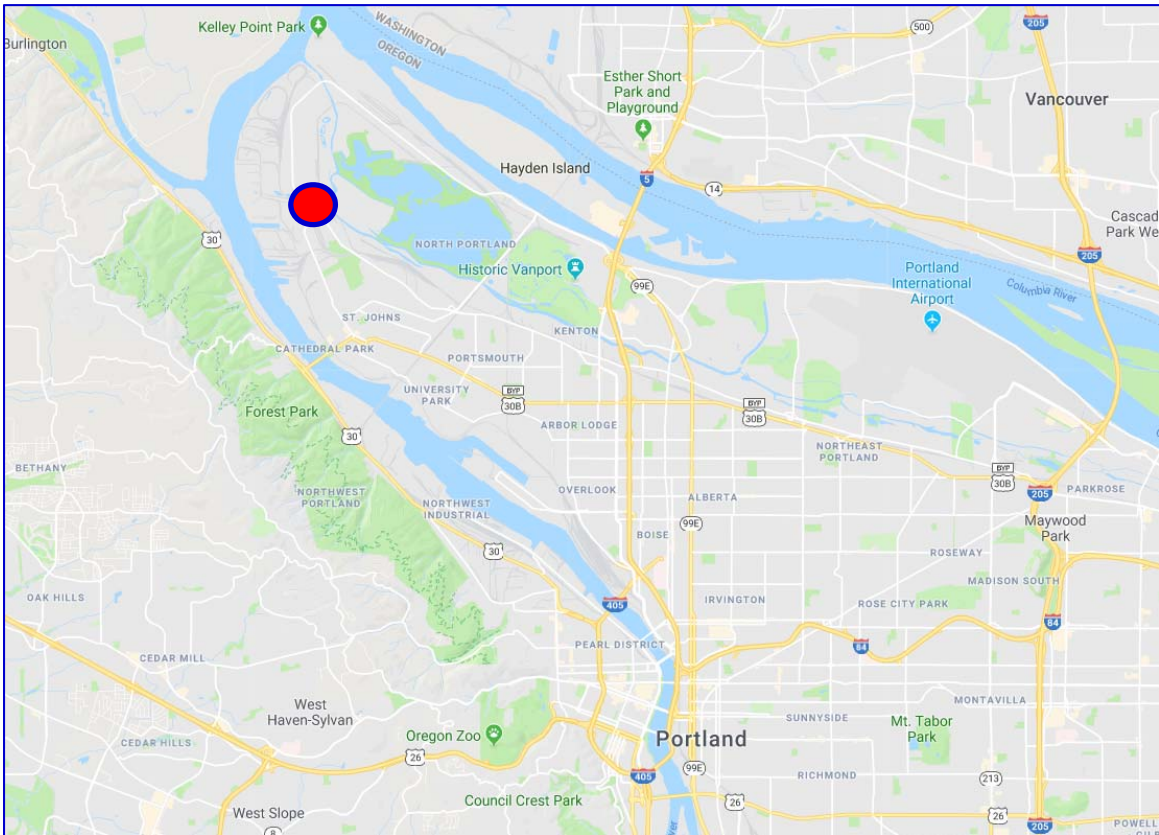 Kelley Point Park
WASHINGTON
OREGON
500
205
Burlington
Esther Short
Park and
Playground
Vancouver
Hayden Island
5
14
30
Cascad
Park We
205
NORTH PORTLAND
Historic Vanport
99E
Portland
International
Airport
Columbia River
ST. JOHNS
KENTON
CATHEDRAL PARK
PORTSMOUTH
UNIVERSITY
PARK
BYP
30B
BYP
30B
Forest Park
30
ARBOR LODGE
NORTHEAST
PORTLAND
BETHANY
BYP
30B
NORTHWEST
PORTLAND
NORTHWEST
INDUSTRIAL
OVERLOOK
ALBERTA
205
PARKROSE
99E
Maywood
Park
30
BOISE
ROSEWAY
MADISON SOUTH
OAK HILLS
405
IRVINGTON
ROSE CITY PARK
84
PEARL DISTRICT
84
CEDAR MILL
West
Haven-Sylvan
MONTAVILLA
Oregon Zoo
SUNNYSIDE
Mt. Tabor
Park
CEDAR HILLS
26
Portland
99E
405
RICHMOND
213
Council Crest Park
26
26
West Slope
8
205
POWELL